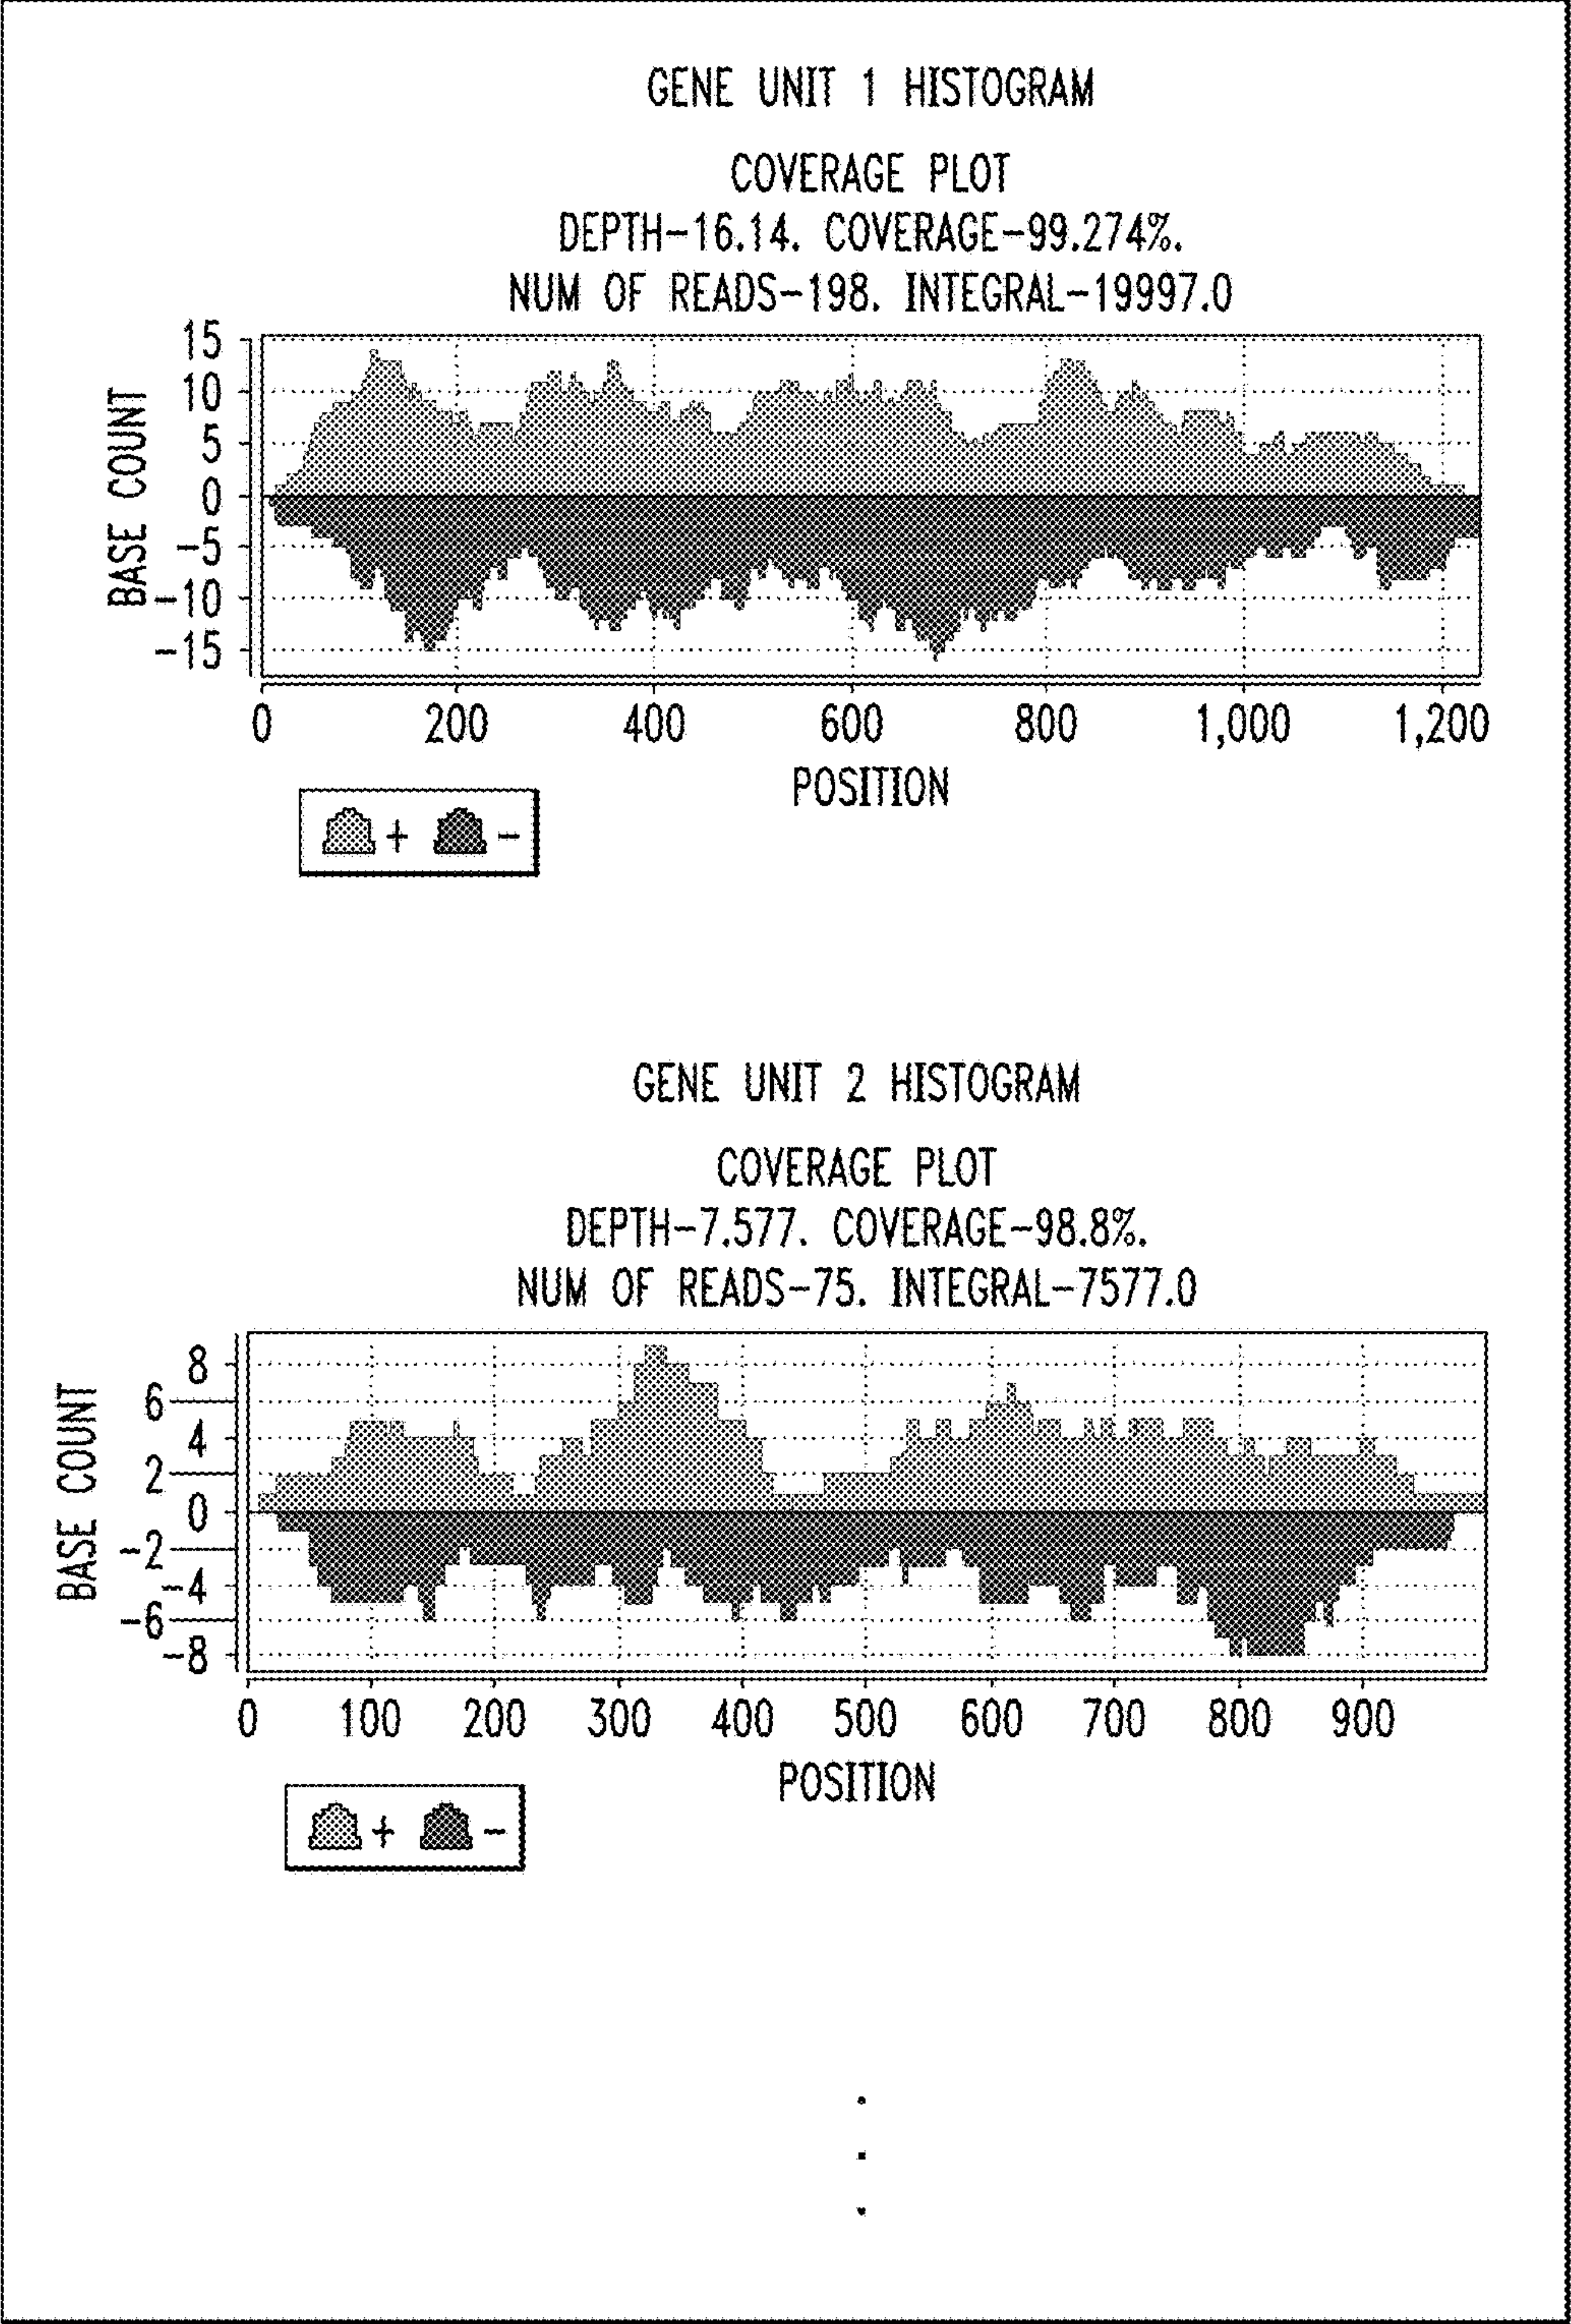 GENE UNIT 1 HISTOGRAM
COVERAGE PLOT
DEPTH-16.14. COVERAGE-99.274%.
NUM OF READS-198. INTEGRAL-19997.0
15
10
5
0
-5
-10
-15
BASE COUNT
0 200 400 600 800 1,000 1,200
POSITION
+ -
GENE UNIT 2 HISTOGRAM
COVERAGE PLOT
DEPTH-7.577. COVERAGE-98.8%.
NUM OF READS-75. INTEGRAL-7577.0
8
6
4
2
0
-2
-4
-6
-8
BASE COUNT
0 100 200 300 400 500 600 700 800 900
POSITION
+ -